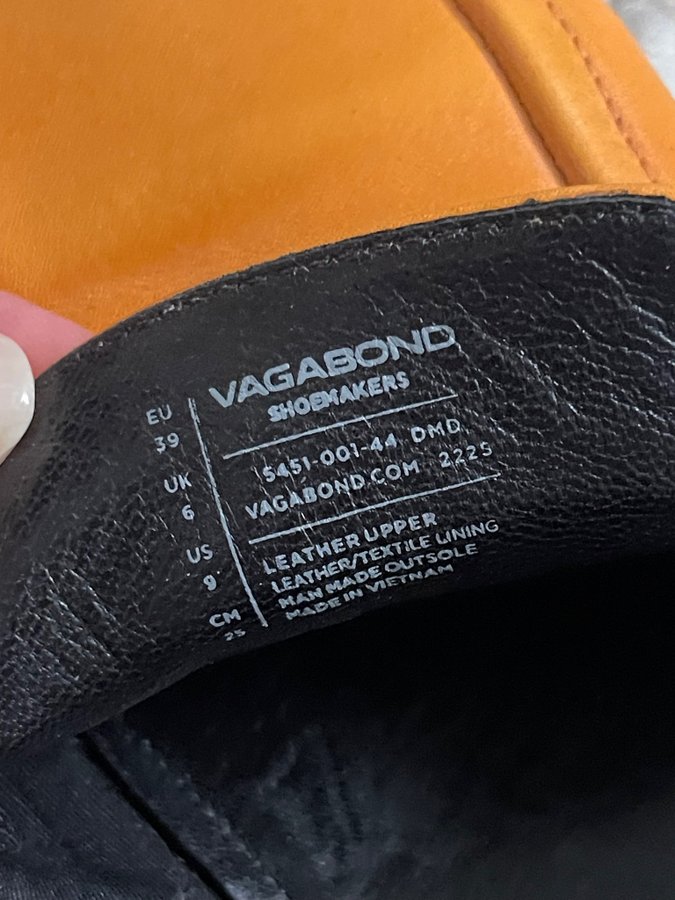 VAGABOND
SHOEMAKERS
5451-001-44 DMD
VAGABOND.COM 2225
LEATHER UPPER
LEATHER/TEXTILE LINING
MAN MADE OUTSOLE
MADE IN VIETNAM
EU
39
UK
6
US
9
CM
25